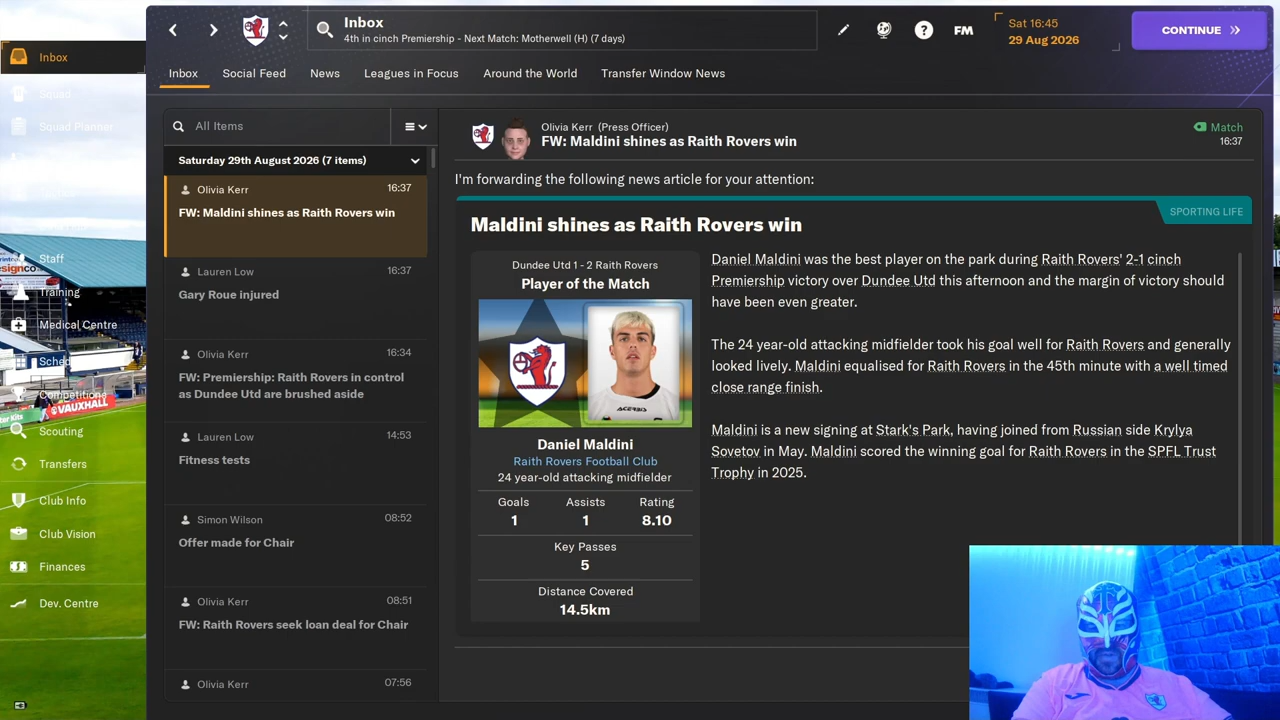 Inbox
4th in cinch Premiership - Next Match: Motherwell (H) (7 days)
?
FM
Sat 16:45
29 Aug 2026
CONTINUE
Inbox
Social Feed
News
Leagues in Focus
Around the World
Transfer Window News
Inbox
Squad
Squad Planner
Staff
Training
Medical Centre
Competitions
VAUXHALL
Scouting
Transfers
Club Info
Club Vision
Finances
Dev. Centre
All Items
Saturday 29th August 2026 (7 items)
Olivia Kerr 16:37
FW: Maldini shines as Raith Rovers win
Lauren Low 16:37
Gary Roue injured
Olivia Kerr 16:34
FW: Premiership: Raith Rovers in control
as Dundee Utd are brushed aside
Lauren Low 14:53
Fitness tests
Simon Wilson 08:52
Offer made for Chair
Olivia Kerr 08:51
FW: Raith Rovers seek loan deal for Chair
Olivia Kerr 07:56
Olivia Kerr (Press Officer)
FW: Maldini shines as Raith Rovers win
Match
16:37
I'm forwarding the following news article for your attention:
Maldini shines as Raith Rovers win
SPORTING LIFE
Dundee Utd 1 - 2 Raith Rovers
Player of the Match
ACERBIS
Daniel Maldini
Raith Rovers Football Club
24 year-old attacking midfielder
Goals Assists Rating
1 1 8.10
Key Passes
5
Distance Covered
14.5km
Daniel Maldini was the best player on the park during Raith Rovers' 2-1 cinch
Premiership victory over Dundee Utd this afternoon and the margin of victory should
have been even greater.
The 24 year-old attacking midfielder took his goal well for Raith Rovers and generally
looked lively. Maldini equalised for Raith Rovers in the 45th minute with a well timed
close range finish.
Maldini is a new signing at Stark's Park, having joined from Russian side Krylya
Sovetov in May. Maldini scored the winning goal for Raith Rovers in the SPFL Trust
Trophy in 2025.